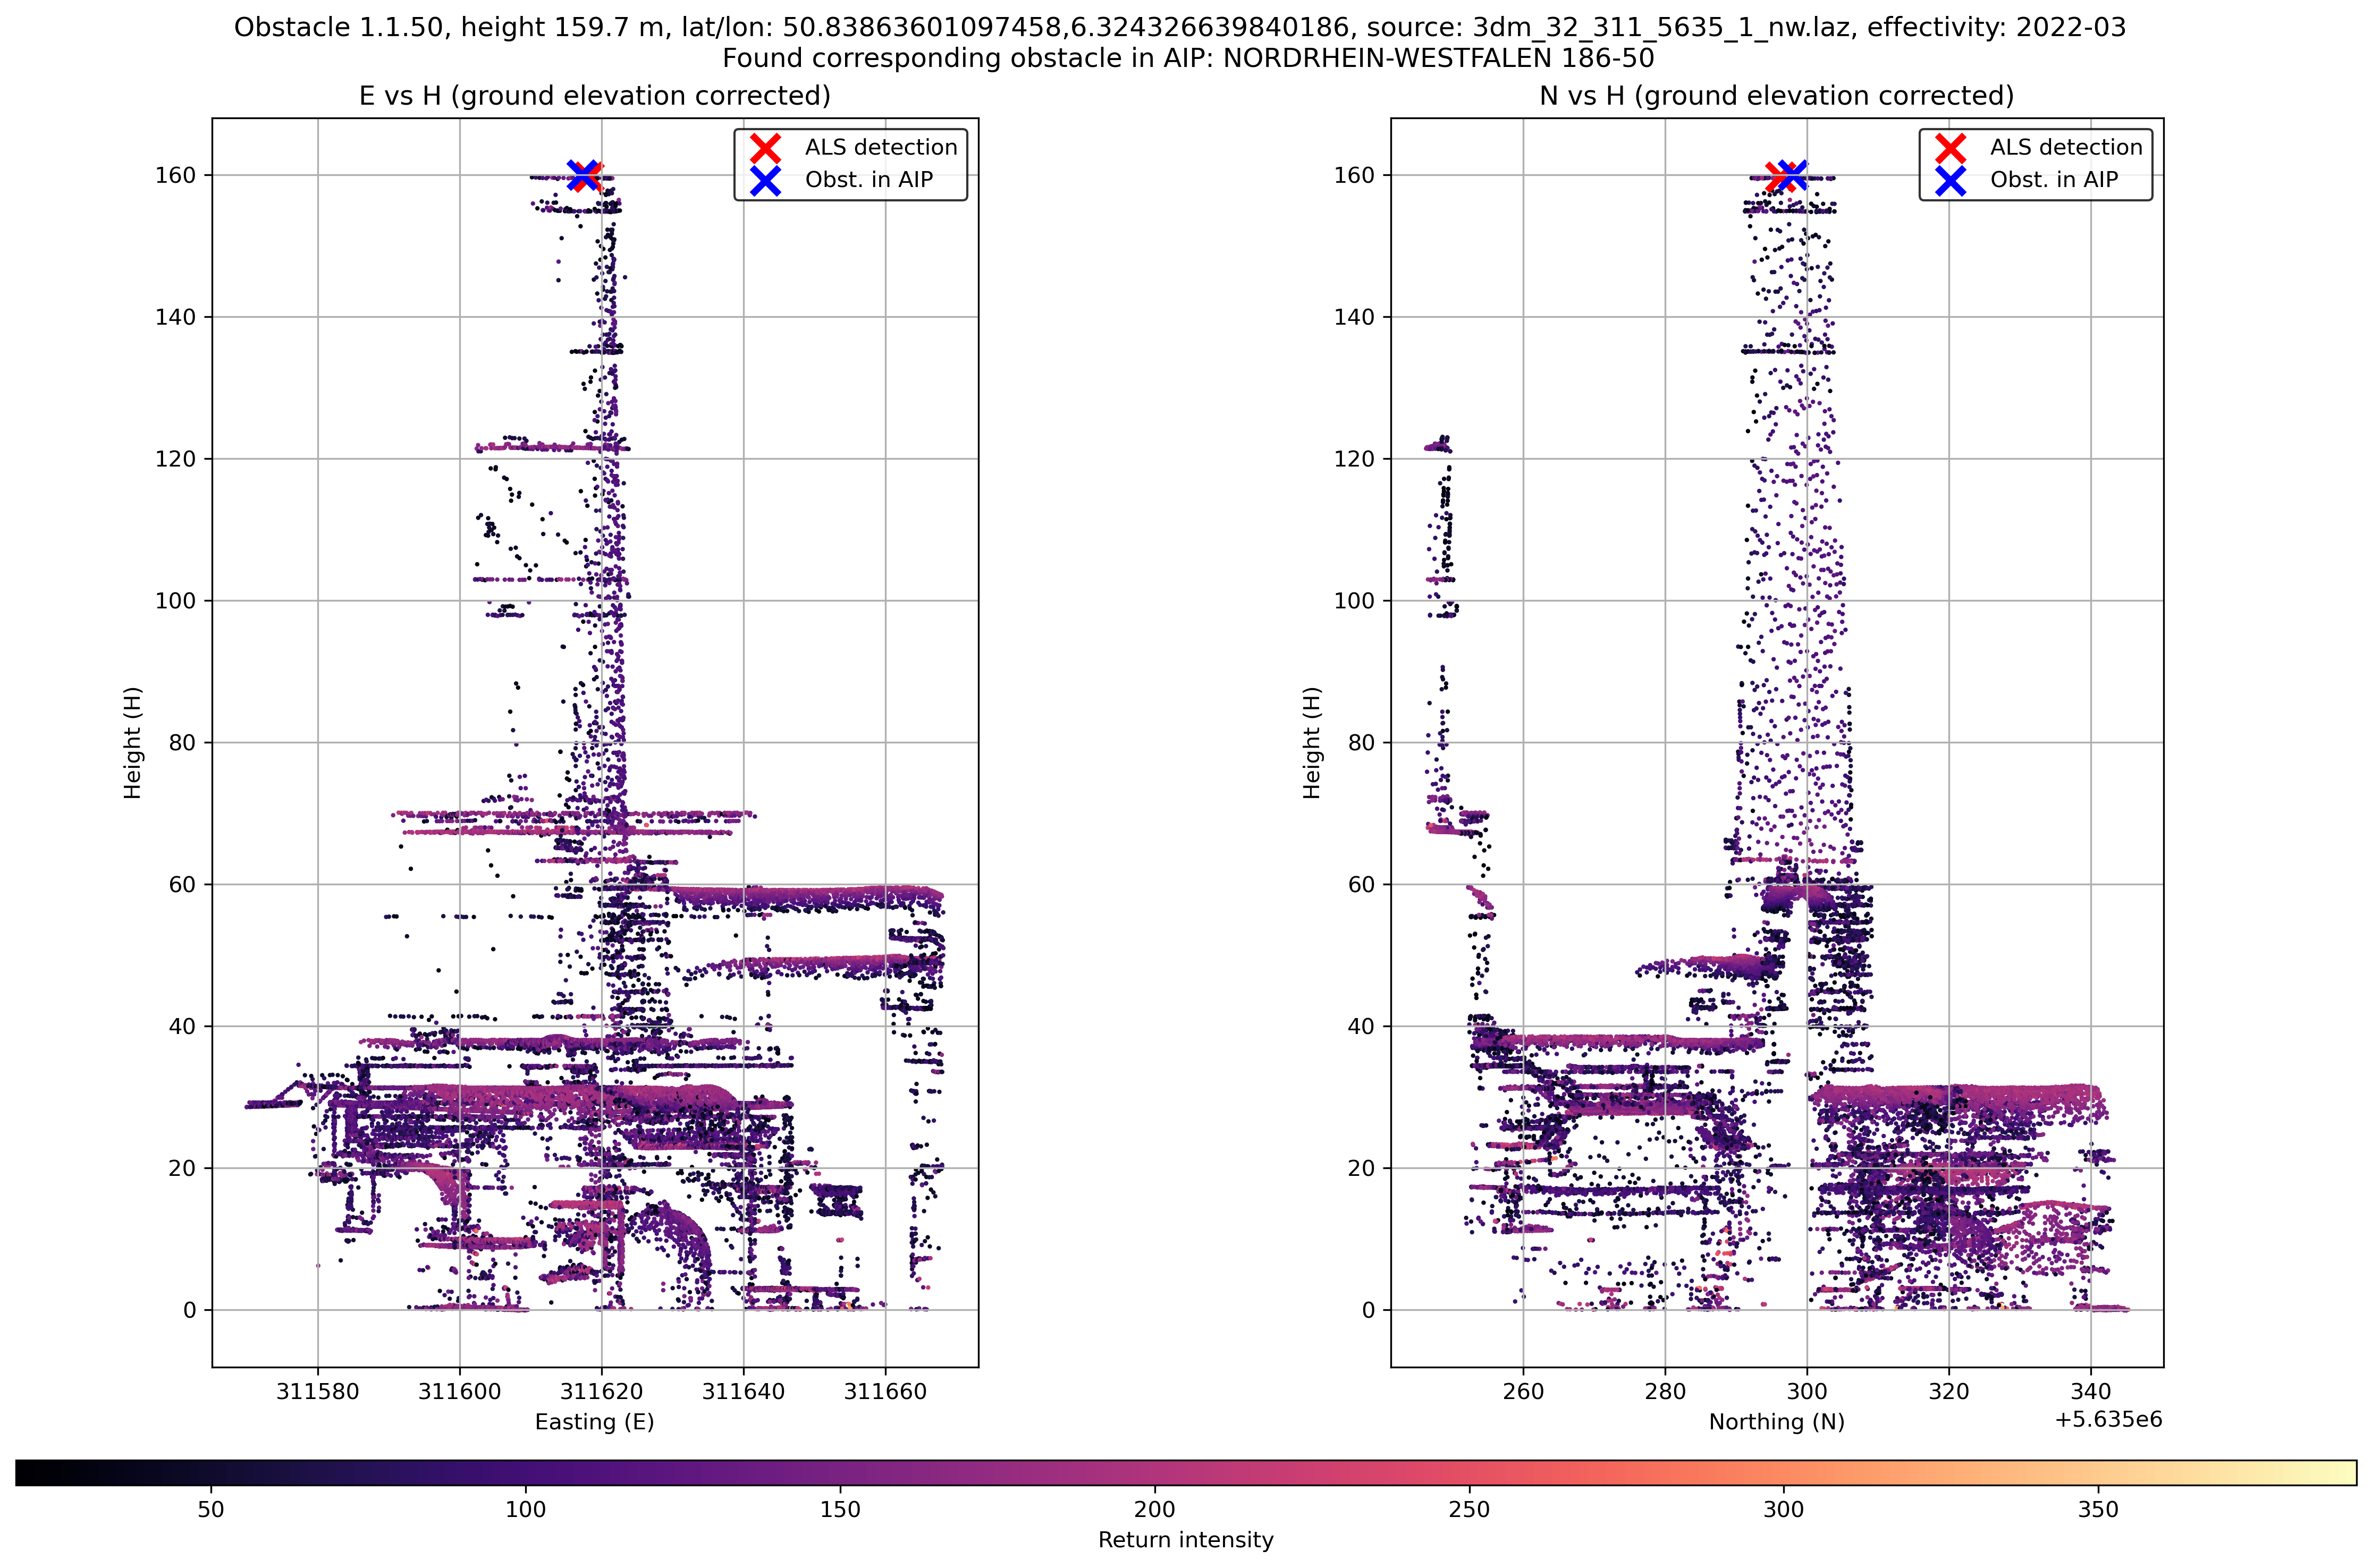 Obstacle 1.1.50, height 159.7 m, lat/lon: 50.83863601097458,6.324326639840186, source: 3dm_32_311_5635_1_nw.laz, effectivity: 2022-03
Found corresponding obstacle in AIP: NORDRHEIN-WESTFALEN 186-50
E vs H (ground elevation corrected)
ALS detection
Obst. in AIP
160
140
120
100
80
60
40
20
0
Height (H)
311580 311600 311620 311640 311660
Easting (E)
N vs H (ground elevation corrected)
ALS detection
Obst. in AIP
160
140
120
100
80
60
40
20
0
Height (H)
260 280 300 320 340
Northing (N)
+5.635e6
50 100 150 200 250 300 350
Return intensity